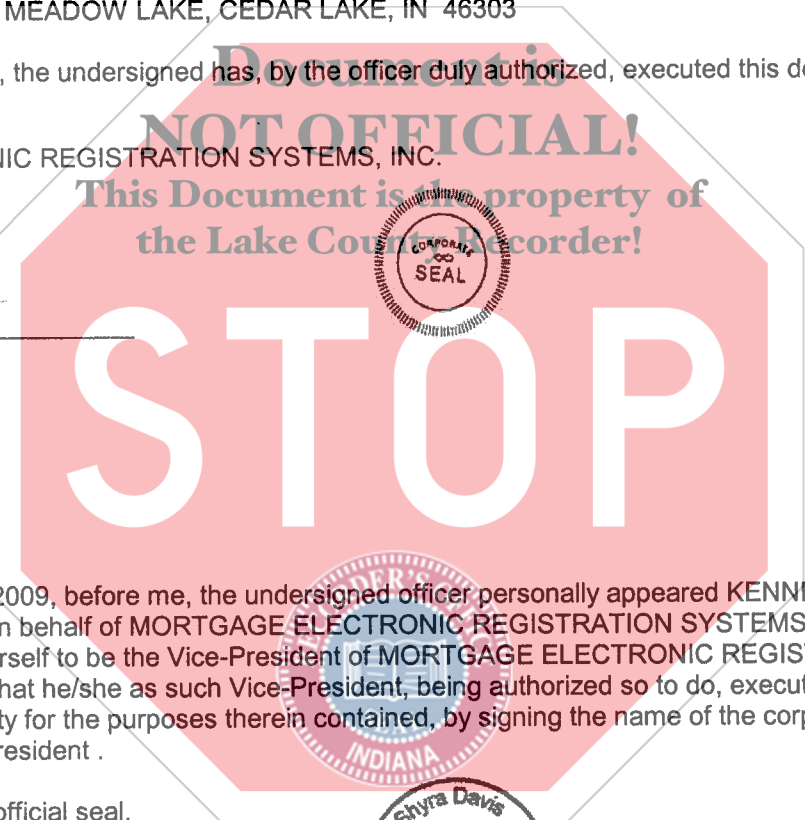 MEADOW LAKE, CEDAR LAKE, IN 46303
Document is
, the undersigned has, by the officer duly authorized, executed this do
NOT OFFICIAL!
NIC REGISTRATION SYSTEMS, INC.
This Document is the property of
the Lake County Recorder!
CORPORATE
SEAL
STOP
2009, before me, the undersigned officer personally appeared KENN
n behalf of MORTGAGE ELECTRONIC REGISTRATION SYSTEMS
rself to be the Vice-President of MORTGAGE ELECTRONIC REGIS
hat he/she as such Vice-President, being authorized so to do, execut
ty for the purposes therein contained, by signing the name of the corp
resident .
INDIANA
official seal.
Shyra Davis